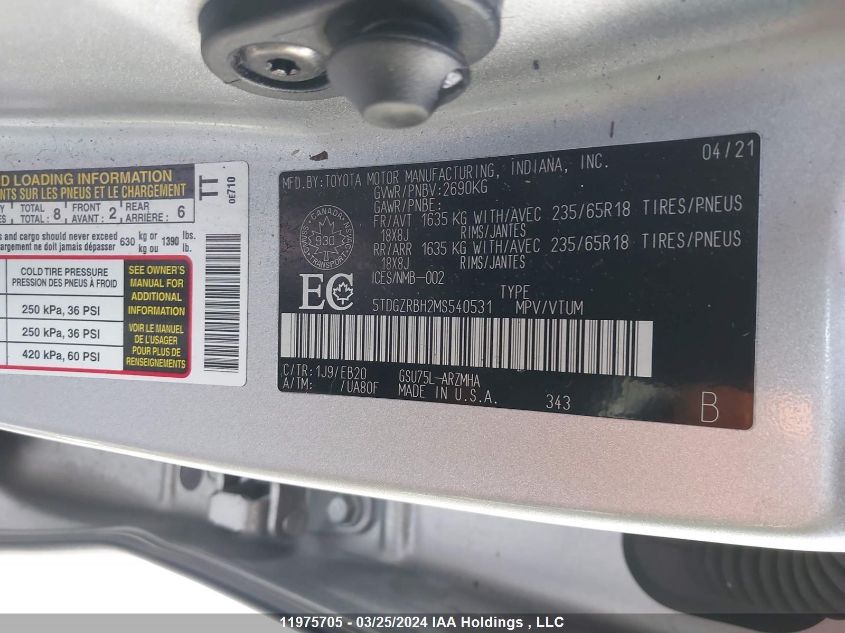 D LOADING INFORMATION
ENTS SUR LES PNEUS ET LE CHARGEMENT
TOTAL: 8 FRONT AVANT: 2 REAR ARRIÈRE: 6
ts and cargo should never exceed 630 kg or 1390 lbs.
argement ne doit jamais dépasser kg ou lb.
COLD TIRE PRESSURE
PRESSION DES PNEUS À FROID
250 kPa, 36 PSI
250 kPa, 36 PSI
420 kPa, 60 PSI
SEE OWNER'S
MANUAL FOR
ADDITIONAL
INFORMATION
VOIR LE MANUEL
DE L'USAGER
POUR PLUS DE
RENSEIGNEMENTS
TT
0E710
MFD.BY:TOYOTA MOTOR MANUFACTURING, INDIANA, INC. 04/21
GVWR/PNBV:2690KG
GAWR/PNBE:
FR/AVT 1635 KG WITH/AVEC 235/65R18 TIRES/PNEUS
18X8J RIMS/JANTES
RR/ARR 1635 KG WITH/AVEC 235/65R18 TIRES/PNEUS
18X8J RIMS/JANTES
ICES/NMB-002
CANADA
930
T
TRANSPORT
EC
TYPE
5TDGZRBH2MS540531 MPV/VTUM
C/TR:1J9/EB20 GSU75L-ARZMHA
A/TM: /UA80F MADE IN U.S.A. 343
B
11975705 - 03/25/2024 IAA Holdings , LLC